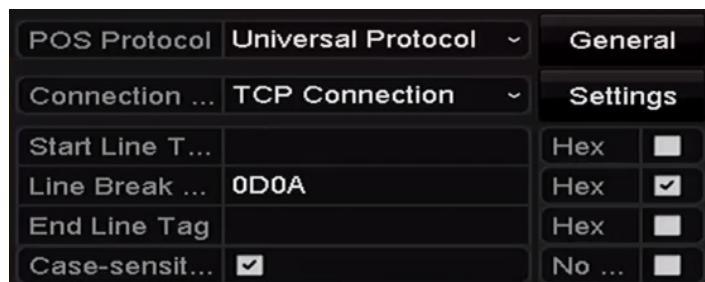 POS Protocol Universal Protocol General
Connection ... TCP Connection Settings
Start Line T... Hex
Line Break ... 0D0A Hex
End Line Tag Hex
Case-sensit... No ...